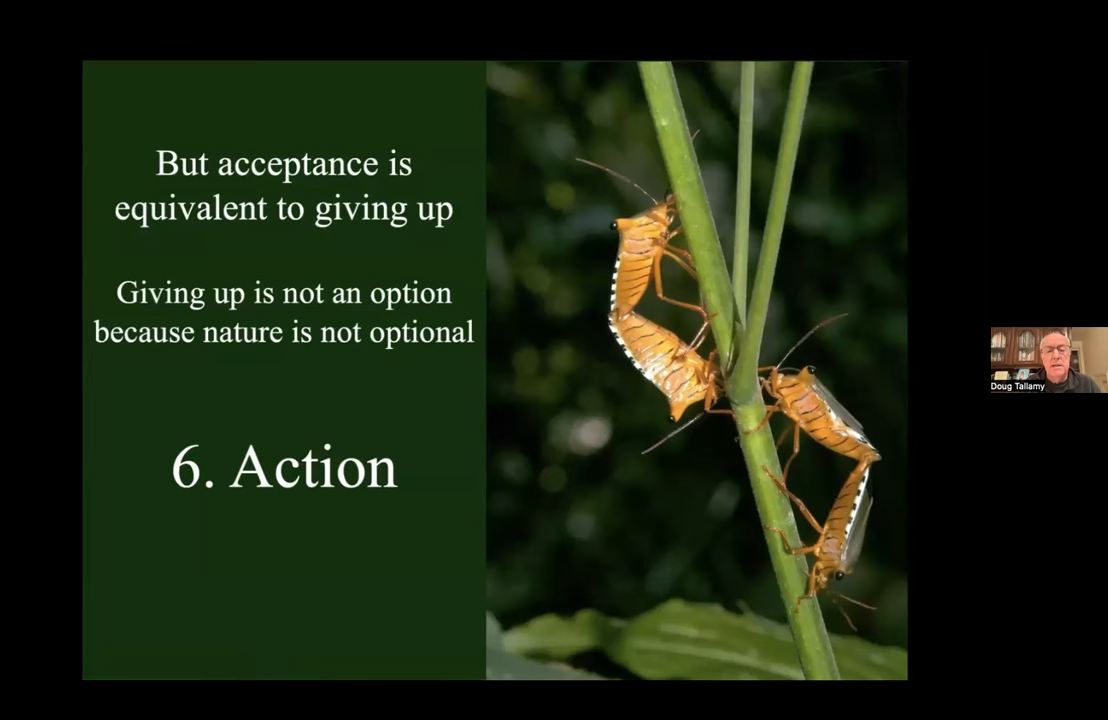 But acceptance is
equivalent to giving up
Giving up is not an option
because nature is not optional
6. Action
Doug Tallamy